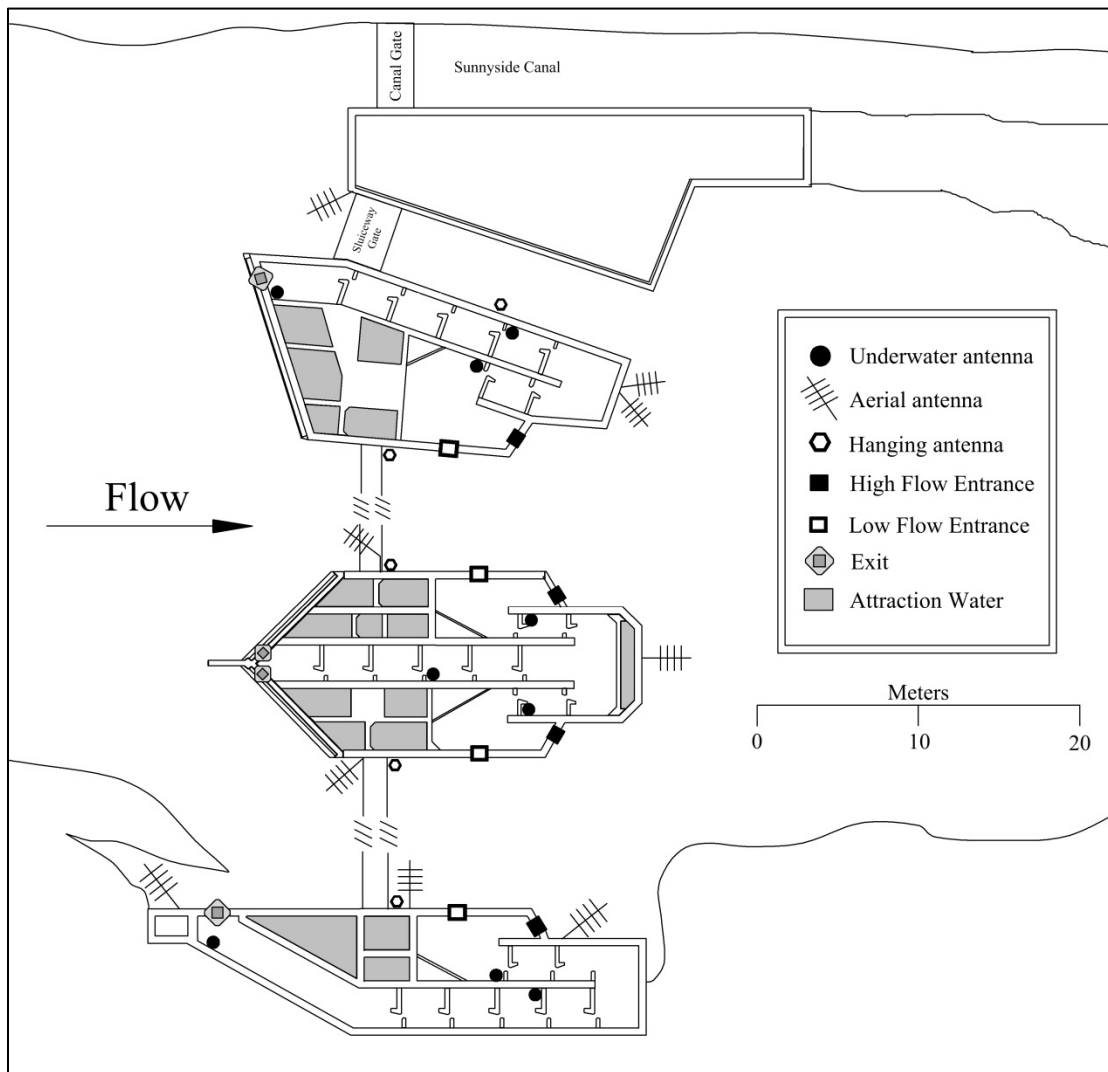 Canal Gate
Sunnyside Canal
Sluiceway
Gate
Flow
Underwater antenna
Aerial antenna
Hanging antenna
High Flow Entrance
Low Flow Entrance
Exit
Attraction Water
Meters
0 10 20